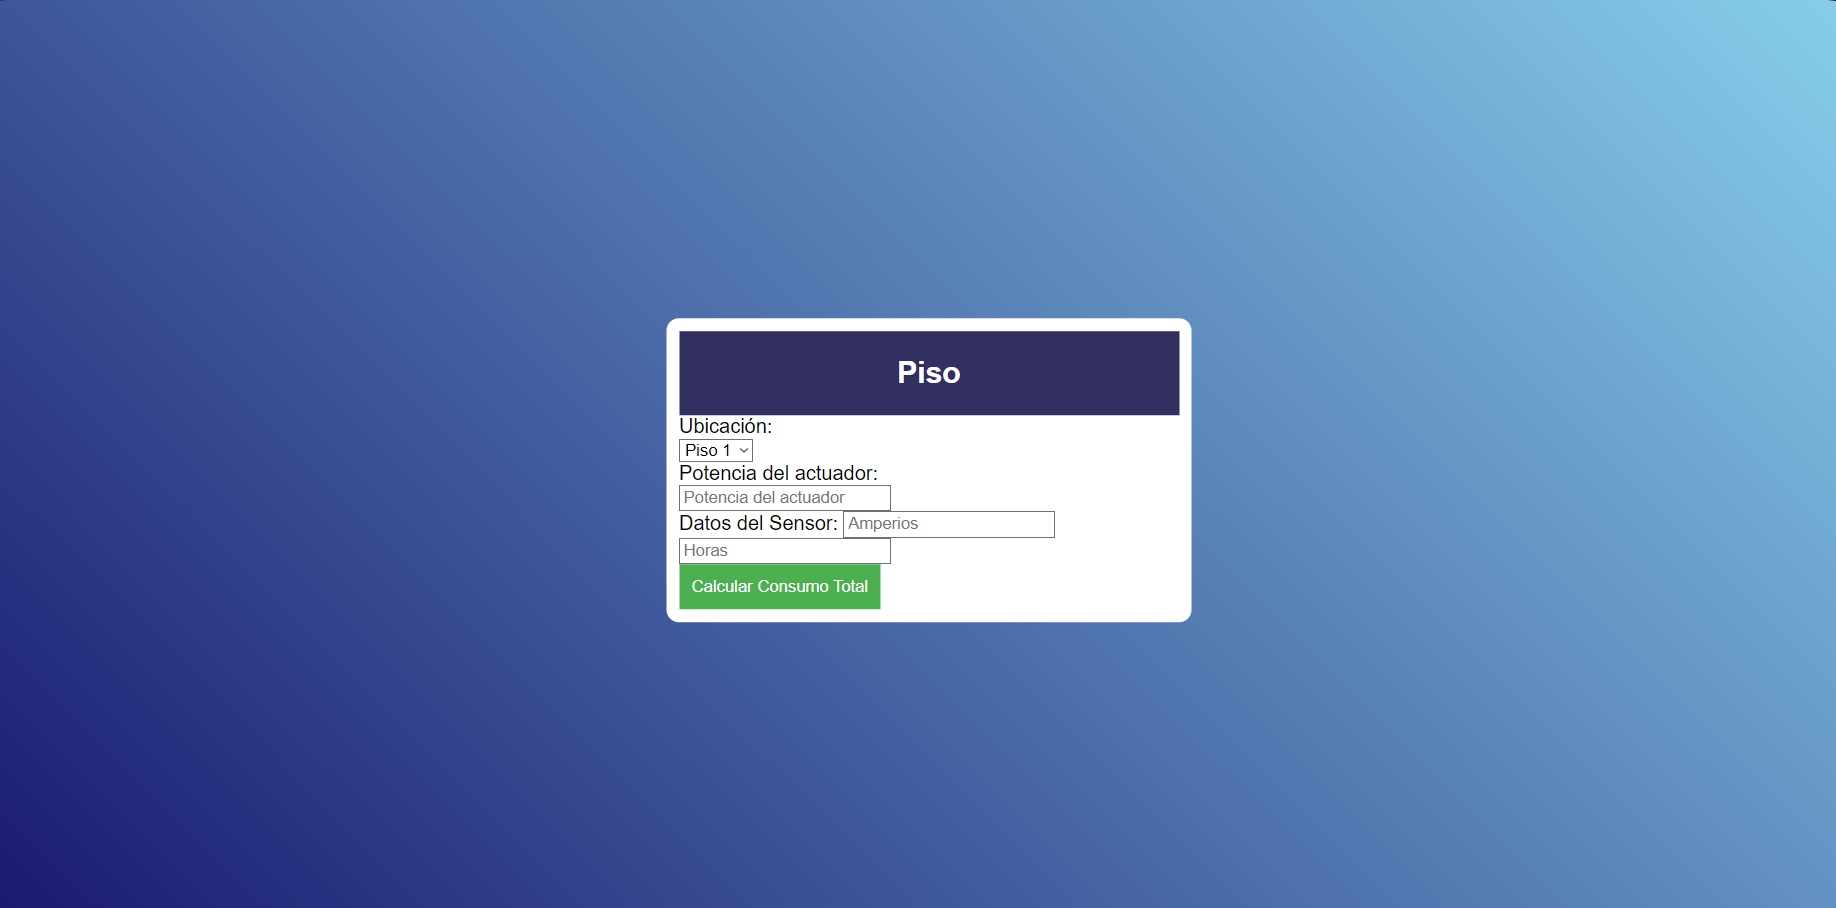 Piso
Ubicación:
Piso 1
Potencia del actuador:
Potencia del actuador
Datos del Sensor: Amperios
Horas
Calcular Consumo Total